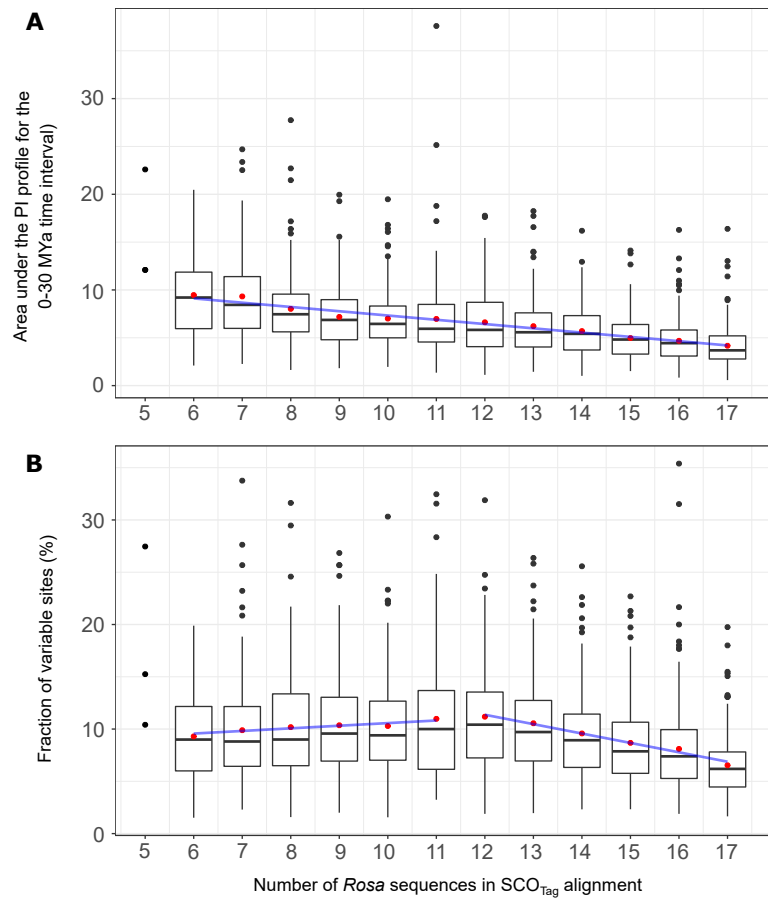 A
Area under the PI profile for the
0-30 MYa time interval)
30
20
10
0
5 6 7 8 9 10 11 12 13 14 15 16 17
B
Fraction of variable sites (%)
30
20
10
0
5 6 7 8 9 10 11 12 13 14 15 16 17
Number of Rosa sequences in SCOTag alignment